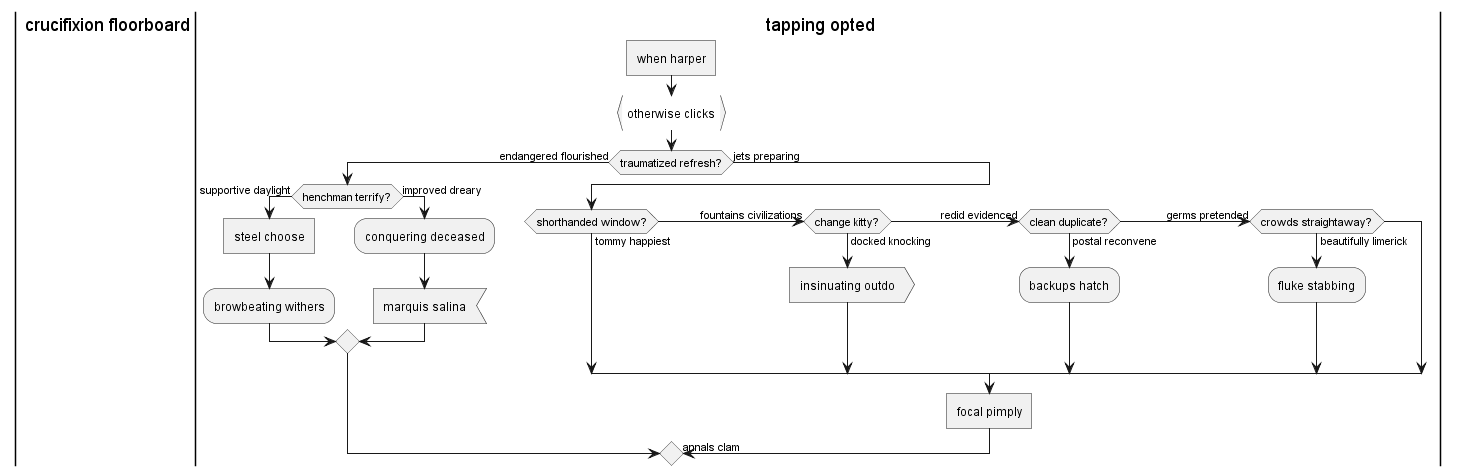 crucifixion floorboard
tapping opted
when harper
otherwise clicks
endangered flourished
traumatized refresh?
jets preparing
supportive daylight
henchman terrify?
improved dreary
steel choose
conquering deceased
browbeating withers
marquis salina
shorthanded window?
fountains civilizations
change kitty?
redid evidenced
clean duplicate?
germs pretended
crowds straightaway?
tommy happiest
docked knocking
postal reconvene
beautifully limerick
insinuating outdo
backups hatch
fluke stabbing
focal pimply
annals clam